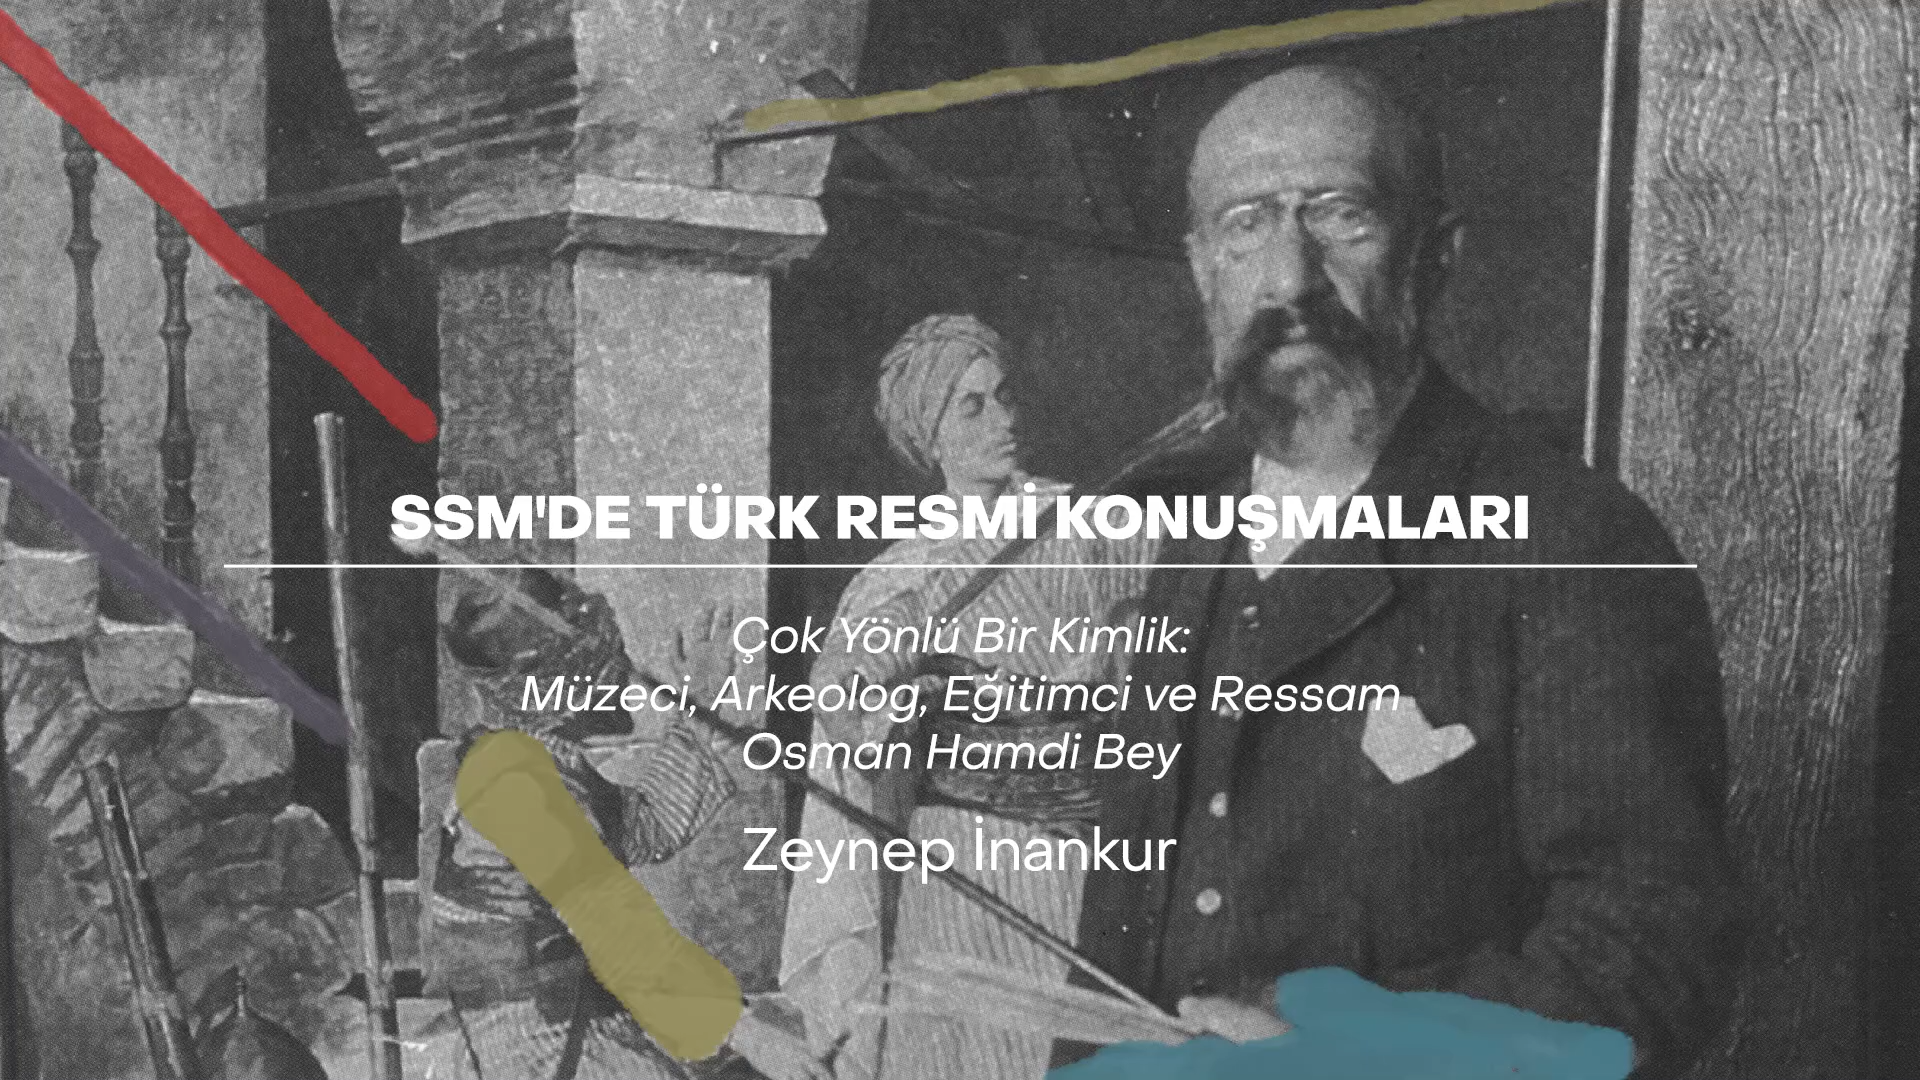 SSM'DE TÜRK RESMİ KONUŞMALARI
Çok Yönlü Bir Kimlik:
Müzeci, Arkeolog, Eğitimci ve Ressam
Osman Hamdi Bey
Zeynep İnankur